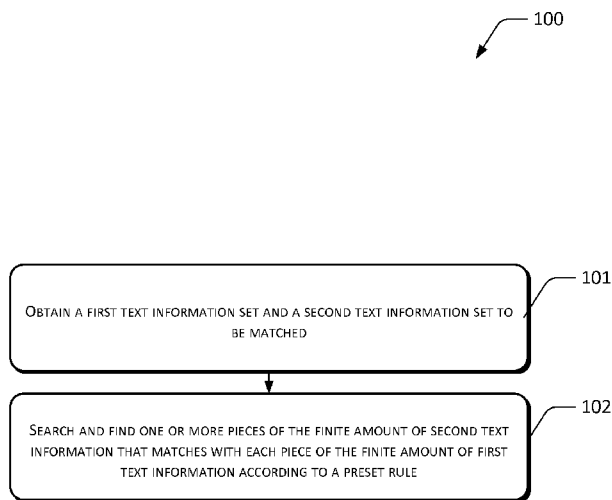 100
101
OBTAIN A FIRST TEXT INFORMATION SET AND A SECOND TEXT INFORMATION SET TO
BE MATCHED
102
SEARCH AND FIND ONE OR MORE PIECES OF THE FINITE AMOUNT OF SECOND TEXT
INFORMATION THAT MATCHES WITH EACH PIECE OF THE FINITE AMOUNT OF FIRST
TEXT INFORMATION ACCORDING TO A PRESET RULE